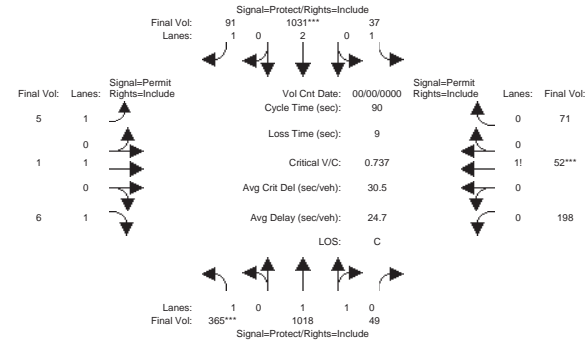 Signal=Protect/Rights=Include
Final Vol: 91 1031*** 37
Lanes: 1 0 2 0 1
Signal=Permit Signal=Permit
Final Vol: Lanes: Rights=Include Vol Cnt Date: 00/00/0000 Rights=Include Lanes: Final Vol:
Cycle Time (sec): 90
5 1 0 71
Loss Time (sec): 9
0 0
1 1 Critical V/C: 0.737 1! 52***
0 Avg Crit Del (sec/veh): 30.5 0
6 1 Avg Delay (sec/veh): 24.7 0 198
LOS: C
Lanes: 1 0 1 1 0
Final Vol: 365*** 1018 49
Signal=Protect/Rights=Include